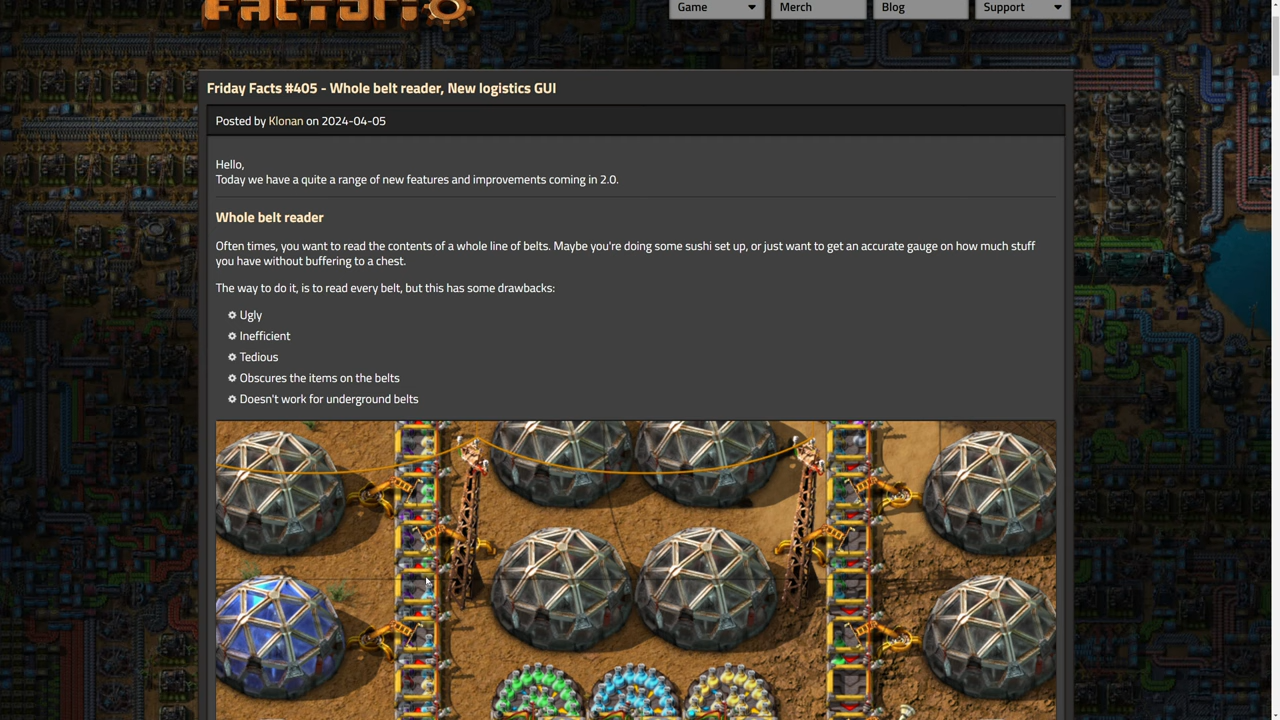 FACTORIO
Game
Merch
Blog
Support
Friday Facts #405 - Whole belt reader, New logistics GUI
Posted by Klonan on 2024-04-05
Hello,
Today we have a quite a range of new features and improvements coming in 2.0.
Whole belt reader
Often times, you want to read the contents of a whole line of belts. Maybe you're doing some sushi set up, or just want to get an accurate gauge on how much stuff
you have without buffering to a chest.
The way to do it, is to read every belt, but this has some drawbacks:
Ugly
Inefficient
Tedious
Obscures the items on the belts
Doesn't work for underground belts